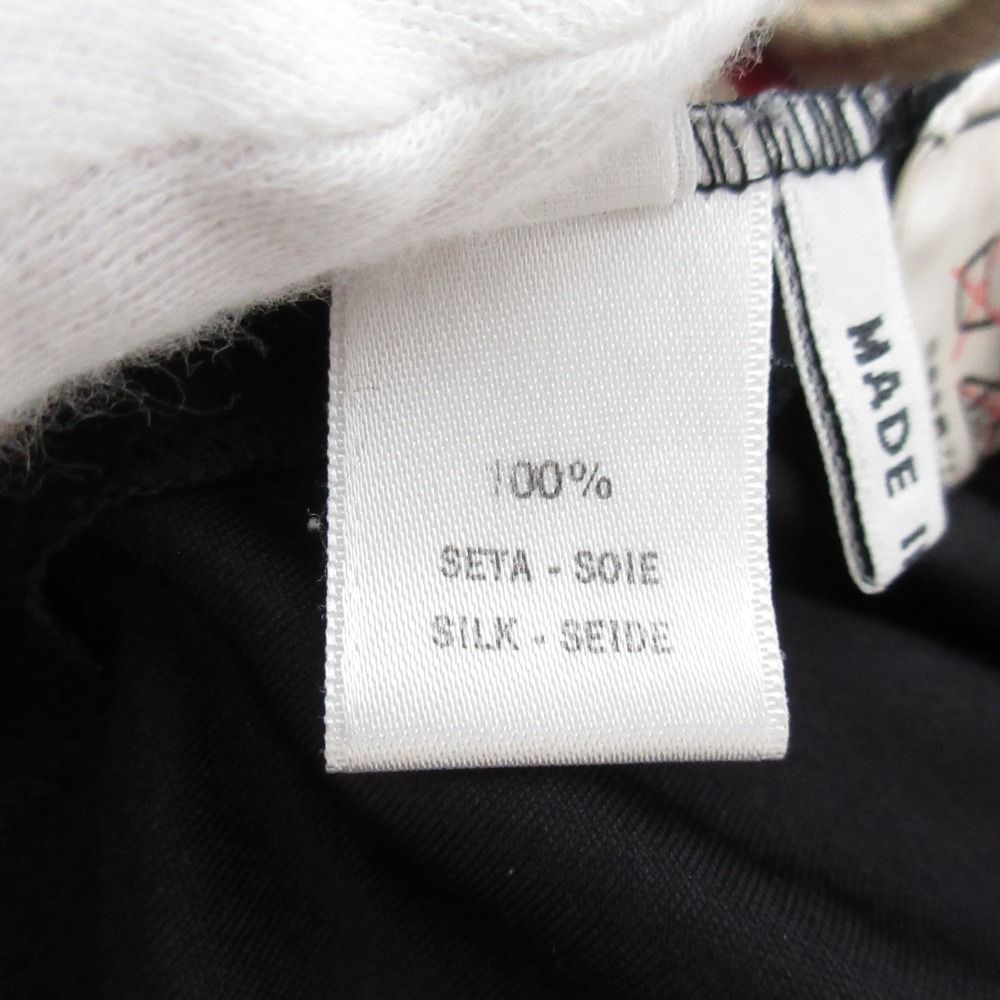 100%
SETA - SOIE
SILK - SEIDE
MADE